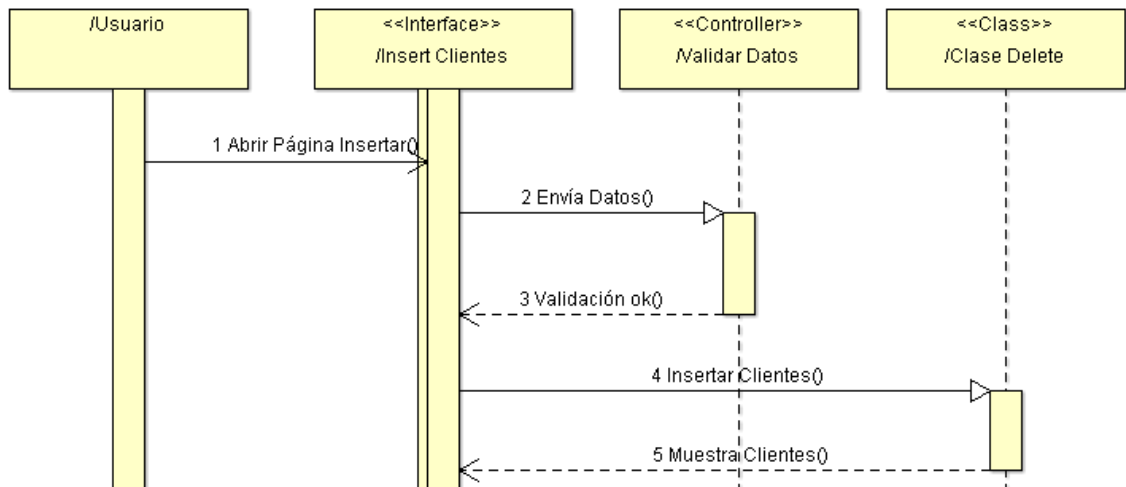 /Usuario
<<Interface>>
/Insert Clientes
<<Controller>>
/Validar Datos
<<Class>>
/Clase Delete
1 Abrir Página Insertar()
2 Envía Datos()
3 Validación ok()
4 Insertar Clientes()
5 Muestra Clientes()